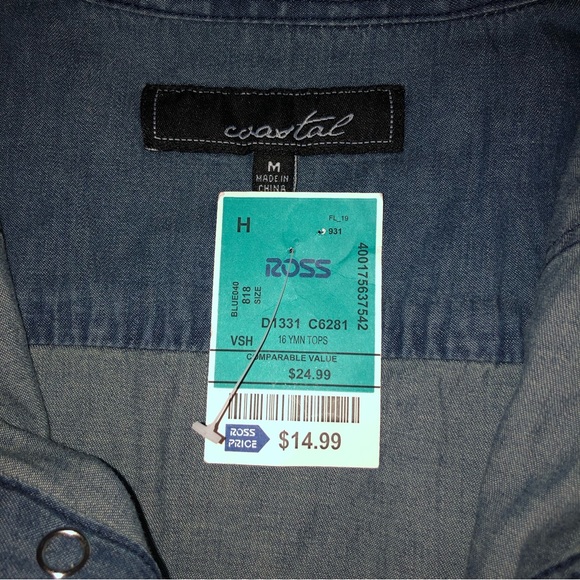 coastal
M
MADE IN
CHINA
H
FL_19
931
ROSS
400175637542
BLUE040
818
SIZE
D1331 C6281
VSH 16 YMN TOPS
COMPARABLE VALUE
$24.99
ROSS
PRICE
$14.99